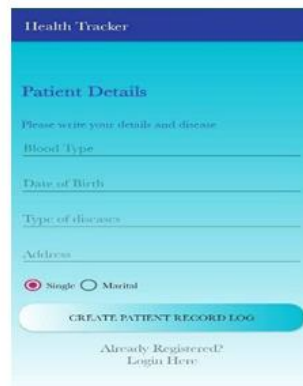 Health Tracker
Patient Details
Please write your details and disease
Blood Type
Date of Birth
Type of diseases
Address
Single Marital
CREATE PATIENT RECORD LOG
Already Registered?
Login Here